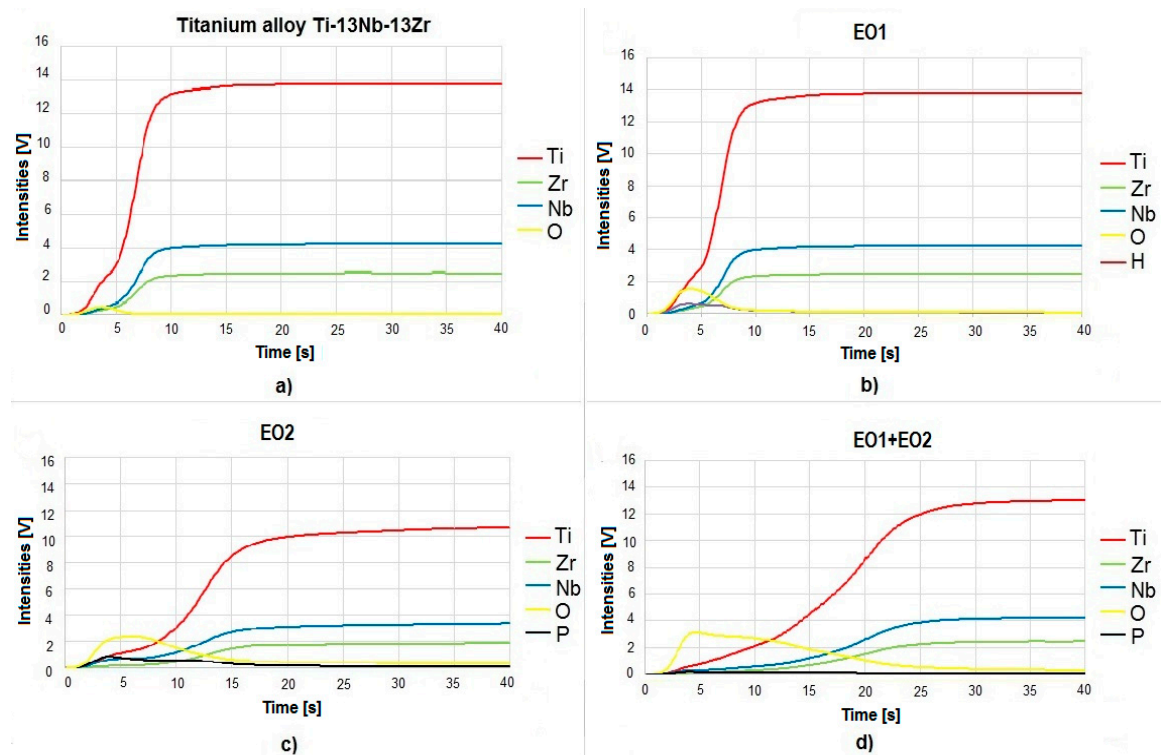 Titanium alloy Ti-13Nb-13Zr
16
14
12
10
8
6
4
2
0
Intensities [V]
0 5 10 15 20 25 30 35 40
Time [s]
Ti
Zr
Nb
O
a)
EO1
16
14
12
10
8
6
4
2
0
Intensities [V]
0 5 10 15 20 25 30 35 40
Time [s]
Ti
Zr
Nb
O
H
b)
EO2
16
14
12
10
8
6
4
2
0
Intensities [V]
0 5 10 15 20 25 30 35 40
Time [s]
Ti
Zr
Nb
O
P
c)
EO1+EO2
16
14
12
10
8
6
4
2
0
Intensities [V]
0 5 10 15 20 25 30 35 40
Time [s]
Ti
Zr
Nb
O
P
d)